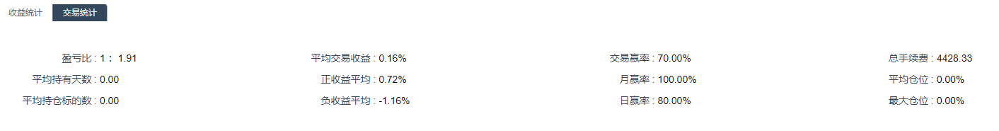 收益统计 交易统计
盈亏比 : 1 : 1.91 平均交易收益 : 0.16% 交易赢率 : 70.00% 总手续费 : 4428.33
平均持有天数 : 0.00 正收益平均 : 0.72% 月赢率 : 100.00% 平均仓位 : 0.00%
平均持仓标的数 : 0.00 负收益平均 : -1.16% 日赢率 : 80.00% 最大仓位 : 0.00%